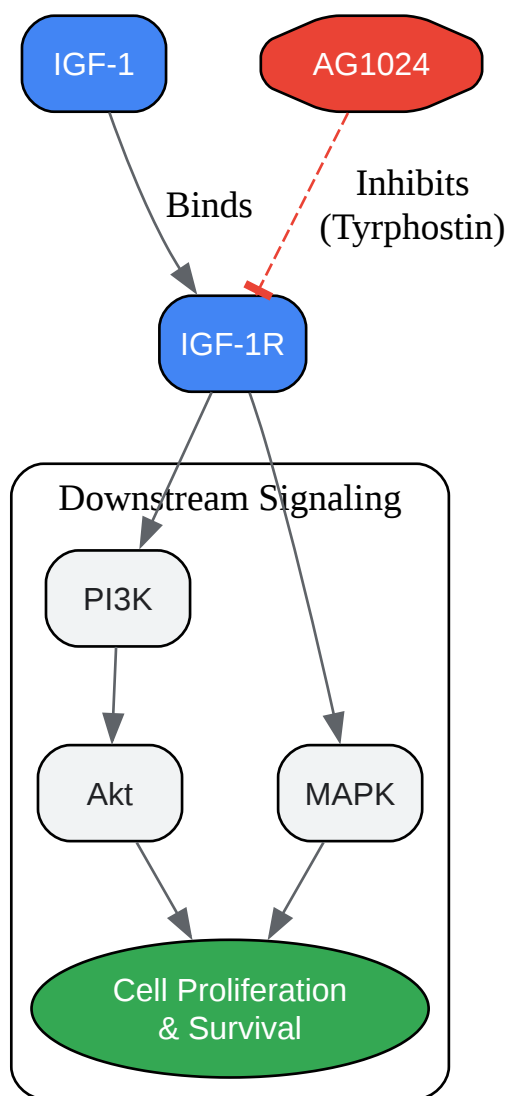 IGF-1
AG1024
Binds
Inhibits
(Tyrphostin)
IGF-1R
Downstream Signaling
PI3K
Akt
MAPK
Cell Proliferation
& Survival